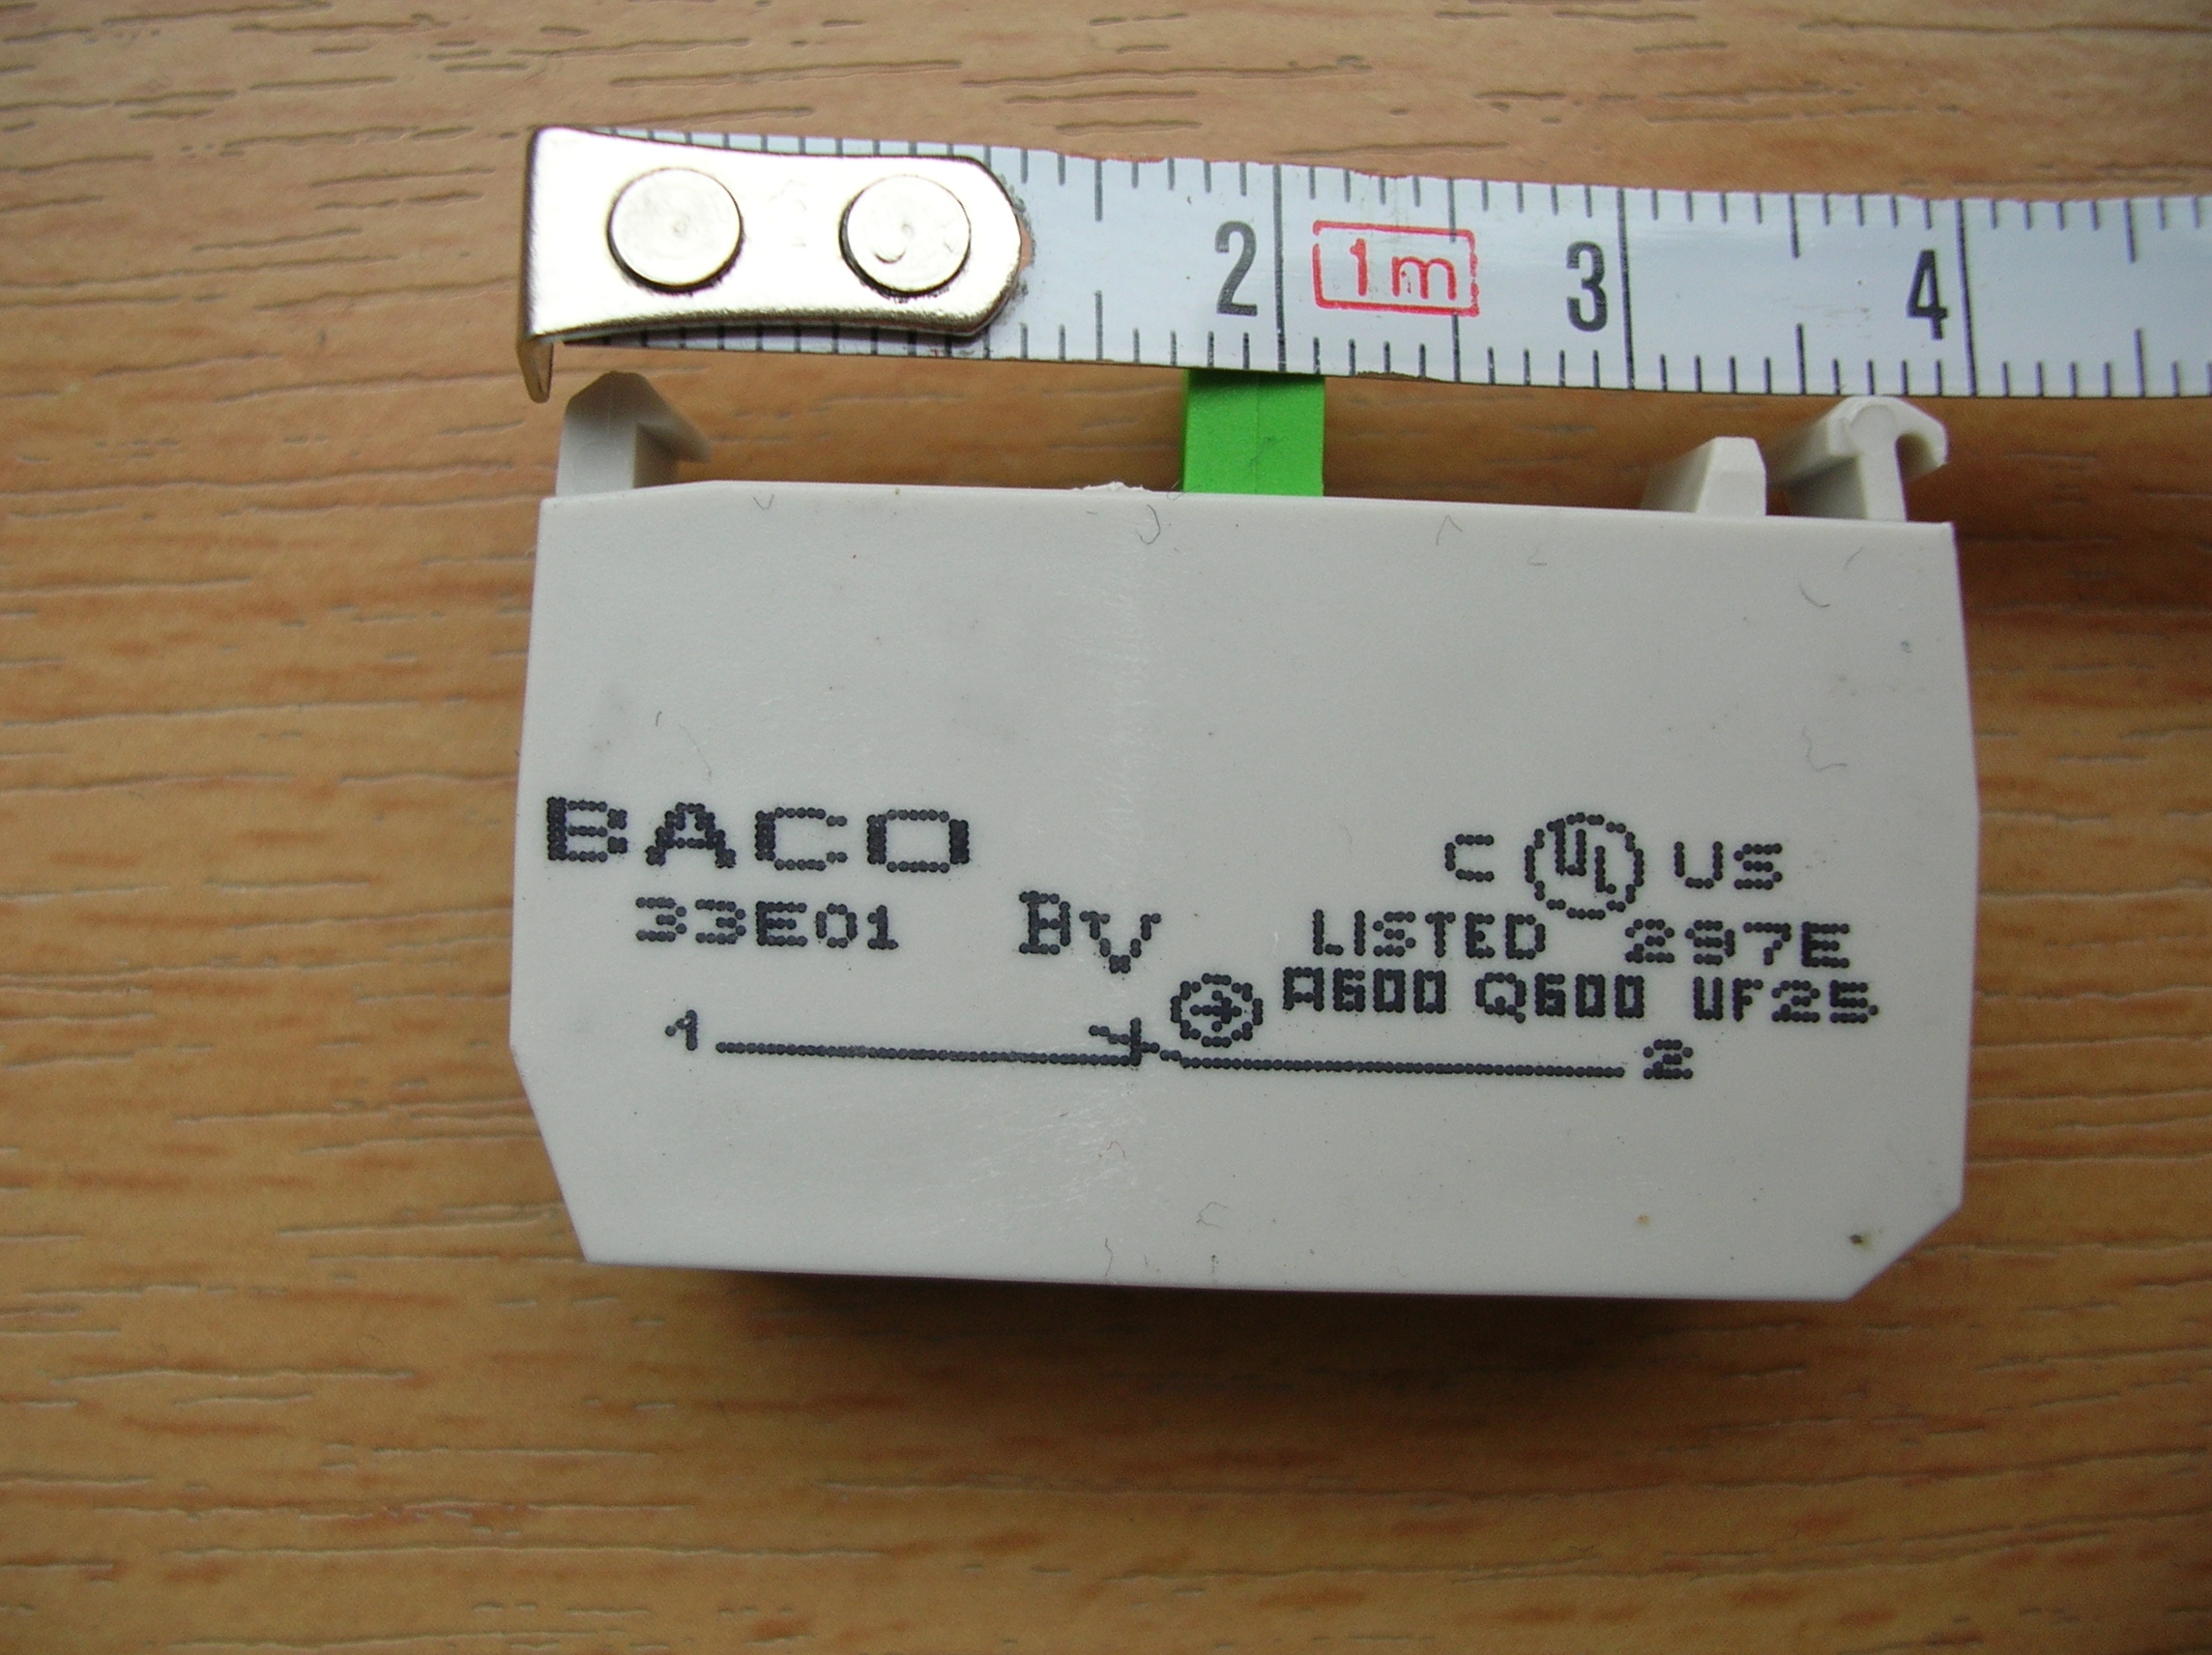 2 1m 3 4
BACO
C UL US
33E01 BV LISTED 297E
A600 Q600 UF25
1 2